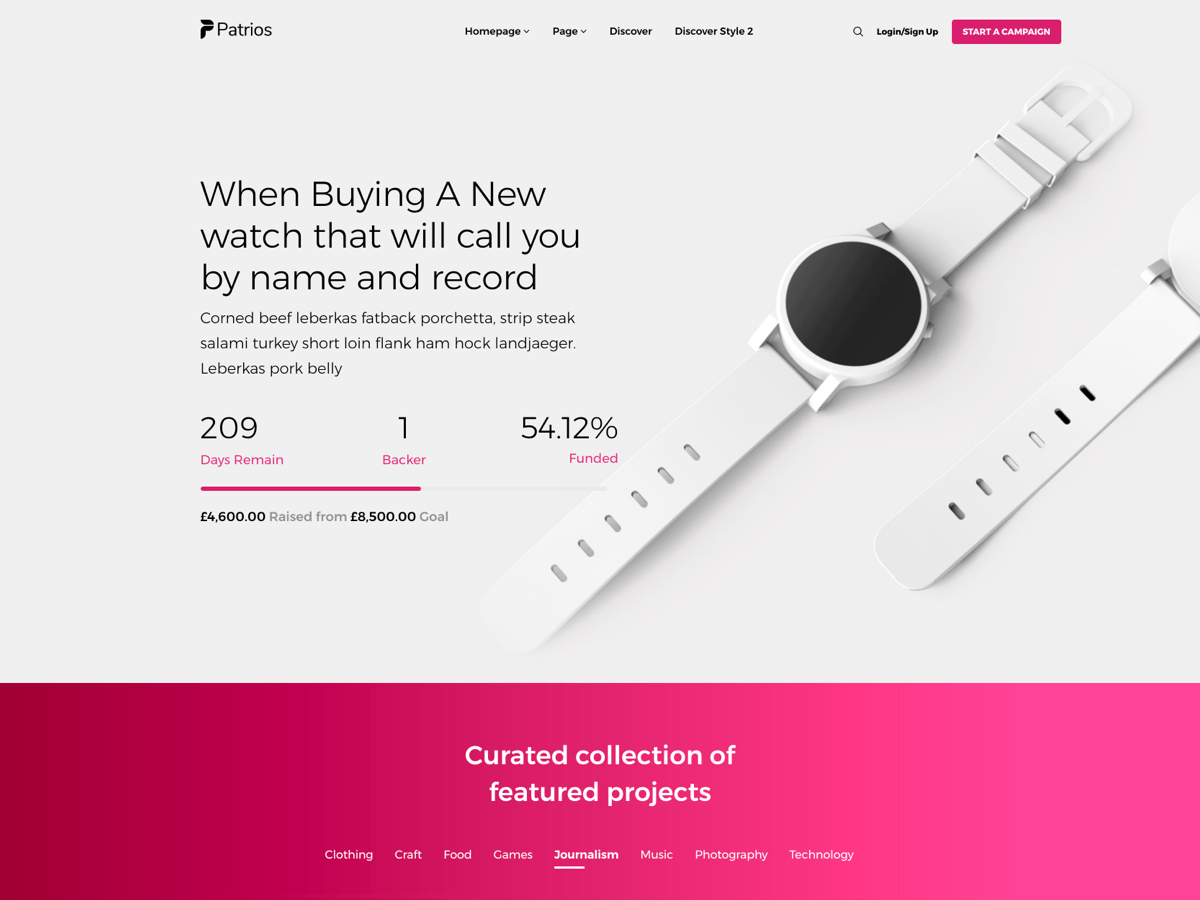 Patrios
Homepage
Page
Discover
Discover Style 2
Login/Sign Up
START A CAMPAIGN
When Buying A New
watch that will call you
by name and record
Corned beef leberkas fatback porchetta, strip steak
salami turkey short loin flank ham hock landjaeger.
Leberkas pork belly
209
Days Remain
1
Backer
54.12%
Funded
£4,600.00 Raised from £8,500.00 Goal
Curated collection of
featured projects
Clothing
Craft
Food
Games
Journalism
Music
Photography
Technology